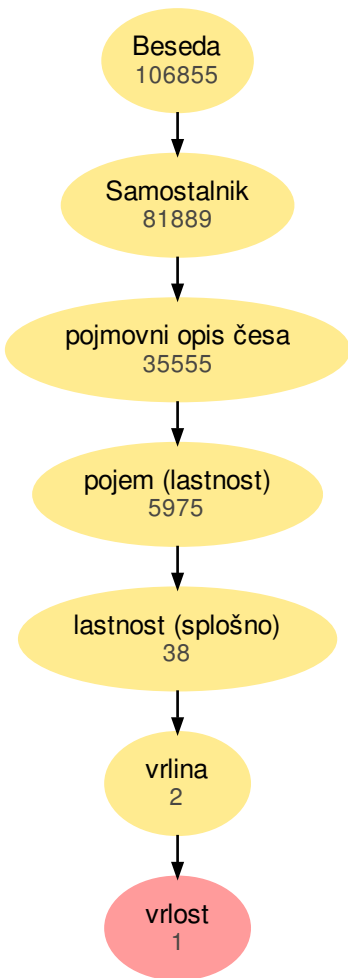 Beseda
106855
Samostalnik
81889
pojmovni opis česa
35555
pojem (lastnost)
5975
lastnost (splošno)
38
vrlina
2
vrlost
1